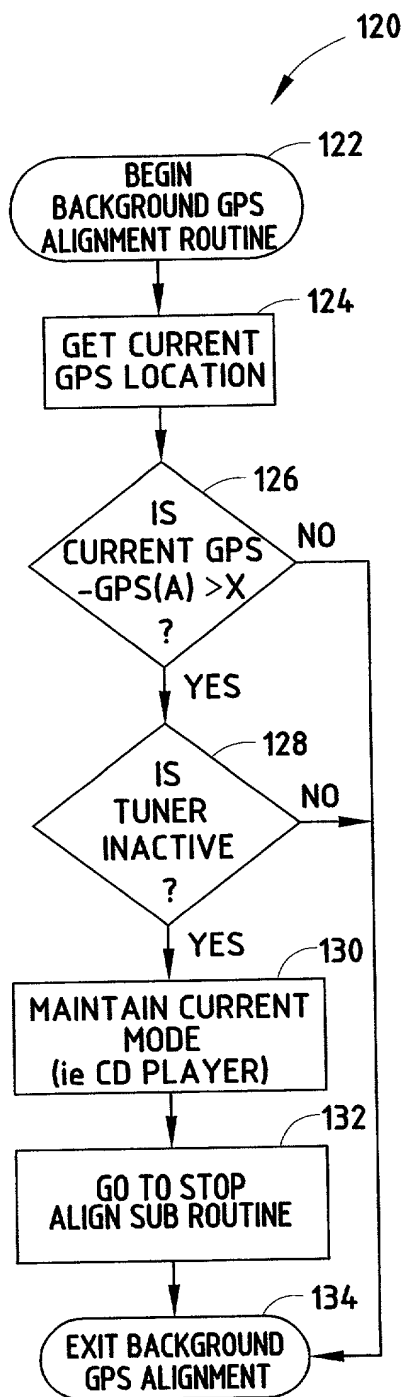 120
122
BEGIN
BACKGROUND GPS
ALIGNMENT ROUTINE
124
GET CURRENT
GPS LOCATION
126
IS
CURRENT GPS
-GPS(A) >X
?
NO
YES
128
IS
TUNER
INACTIVE
?
NO
YES
130
MAINTAIN CURRENT
MODE
(ie CD PLAYER)
132
GO TO STOP
ALIGN SUB ROUTINE
134
EXIT BACKGROUND
GPS ALIGNMENT